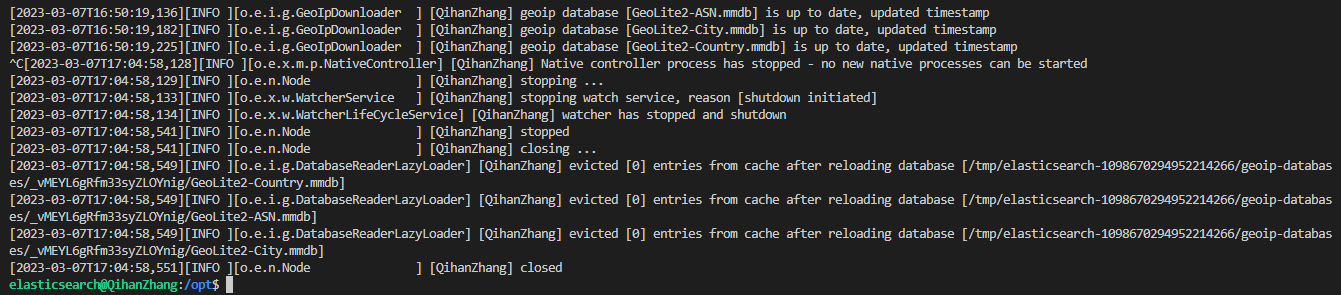 [2023-03-07T16:50:19,136][INFO ][o.e.i.g.GeoIpDownloader  ] [QihanZhang] geoip database [GeoLite2-ASN.mmdb] is up to date, updated timestamp
[2023-03-07T16:50:19,182][INFO ][o.e.i.g.GeoIpDownloader  ] [QihanZhang] geoip database [GeoLite2-City.mmdb] is up to date, updated timestamp
[2023-03-07T16:50:19,225][INFO ][o.e.i.g.GeoIpDownloader  ] [QihanZhang] geoip database [GeoLite2-Country.mmdb] is up to date, updated timestamp
^C[2023-03-07T17:04:58,128][INFO ][o.e.x.m.p.NativeController] [QihanZhang] Native controller process has stopped - no new native processes can be started
[2023-03-07T17:04:58,129][INFO ][o.e.n.Node               ] [QihanZhang] stopping ...
[2023-03-07T17:04:58,133][INFO ][o.e.x.w.WatcherService   ] [QihanZhang] stopping watch service, reason [shutdown initiated]
[2023-03-07T17:04:58,134][INFO ][o.e.x.w.WatcherLifeCycleService] [QihanZhang] watcher has stopped and shutdown
[2023-03-07T17:04:58,541][INFO ][o.e.n.Node               ] [QihanZhang] stopped
[2023-03-07T17:04:58,541][INFO ][o.e.n.Node               ] [QihanZhang] closing ...
[2023-03-07T17:04:58,549][INFO ][o.e.i.g.DatabaseReaderLazyLoader] [QihanZhang] evicted [0] entries from cache after reloading database [/tmp/elasticsearch-1098670294952214266/geoip-databas
es/_vMEYL6gRfm33syZLOYnig/GeoLite2-Country.mmdb]
[2023-03-07T17:04:58,549][INFO ][o.e.i.g.DatabaseReaderLazyLoader] [QihanZhang] evicted [0] entries from cache after reloading database [/tmp/elasticsearch-1098670294952214266/geoip-databas
es/_vMEYL6gRfm33syZLOYnig/GeoLite2-ASN.mmdb]
[2023-03-07T17:04:58,549][INFO ][o.e.i.g.DatabaseReaderLazyLoader] [QihanZhang] evicted [0] entries from cache after reloading database [/tmp/elasticsearch-1098670294952214266/geoip-databas
es/_vMEYL6gRfm33syZLOYnig/GeoLite2-City.mmdb]
[2023-03-07T17:04:58,551][INFO ][o.e.n.Node               ] [QihanZhang] closed
elasticsearch@QihanZhang:/opt$